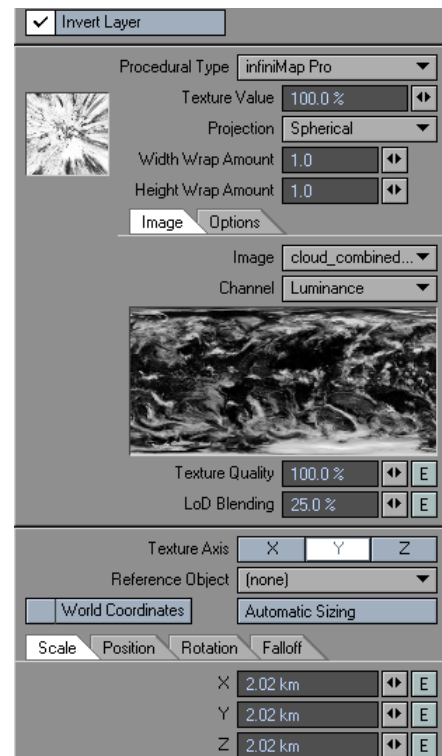 Invert Layer
Procedural Type infiniMap Pro
Texture Value 100.0 %
Projection Spherical
Width Wrap Amount 1.0
Height Wrap Amount 1.0
Image Options
Image cloud_combined...
Channel Luminance
Texture Quality 100.0 % E
LoD Blending 25.0 % E
Texture Axis X Y Z
Reference Object (none)
World Coordinates Automatic Sizing
Scale Position Rotation Falloff
X 2.02 km E
Y 2.02 km E
Z 2.02 km E